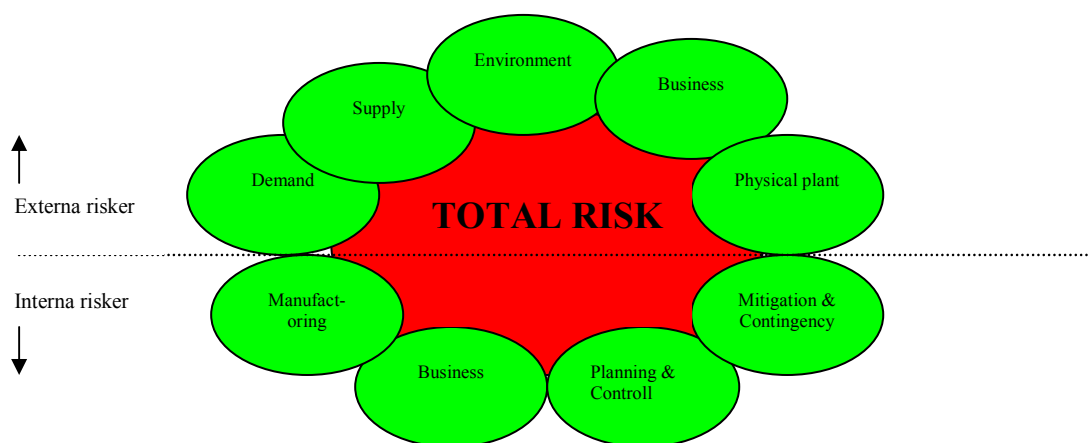 Environment
Business
Supply
Demand
Physical plant
Externa risker
TOTAL RISK
Interna risker
Manufact-
oring
Mitigation &
Contingency
Business
Planning &
Controll